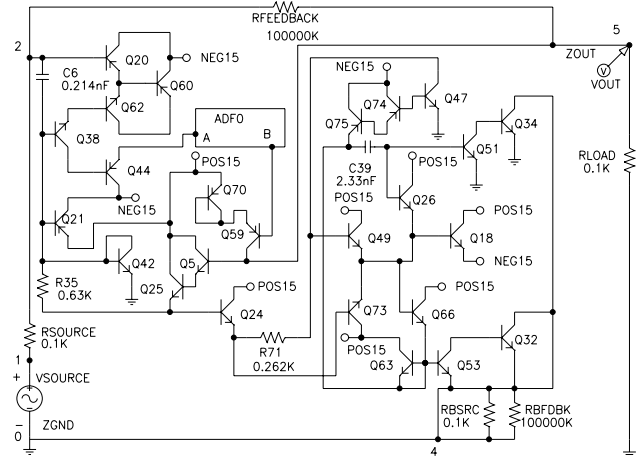 RFEEDBACK
100000K
5
2
Q20
NEG15
ZOUT
C6
0.214nF
Q60
NEG15
Q47
V
VOUT
Q62
ADFO
Q74
Q75
Q34
Q38
A
B
Q51
Q44
POS15
C39
2.33nF
POS15
RLOAD
0.1K
NEG15
Q70
Q26
Q21
POS15
POS15
Q59
Q49
Q18
Q42
Q5
NEG15
R35
0.63K
Q25
POS15
POS15
Q24
Q73
Q66
RSOURCE
0.1K
R71
0.262K
POS15
Q32
1
Q63
Q53
+
VSOURCE
RBSRC
0.1K
RBFDBK
100000K
−
0
ZGND
4